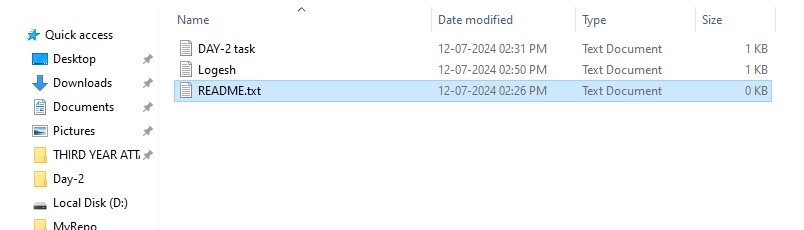 Name Date modified Type Size
Quick access
Desktop
Downloads
Documents
Pictures
THIRD YEAR ATT
Day-2
Local Disk (D:)
MyRepo
DAY-2 task 12-07-2024 02:31 PM Text Document 1 KB
Logesh 12-07-2024 02:50 PM Text Document 1 KB
README.txt 12-07-2024 02:26 PM Text Document 0 KB